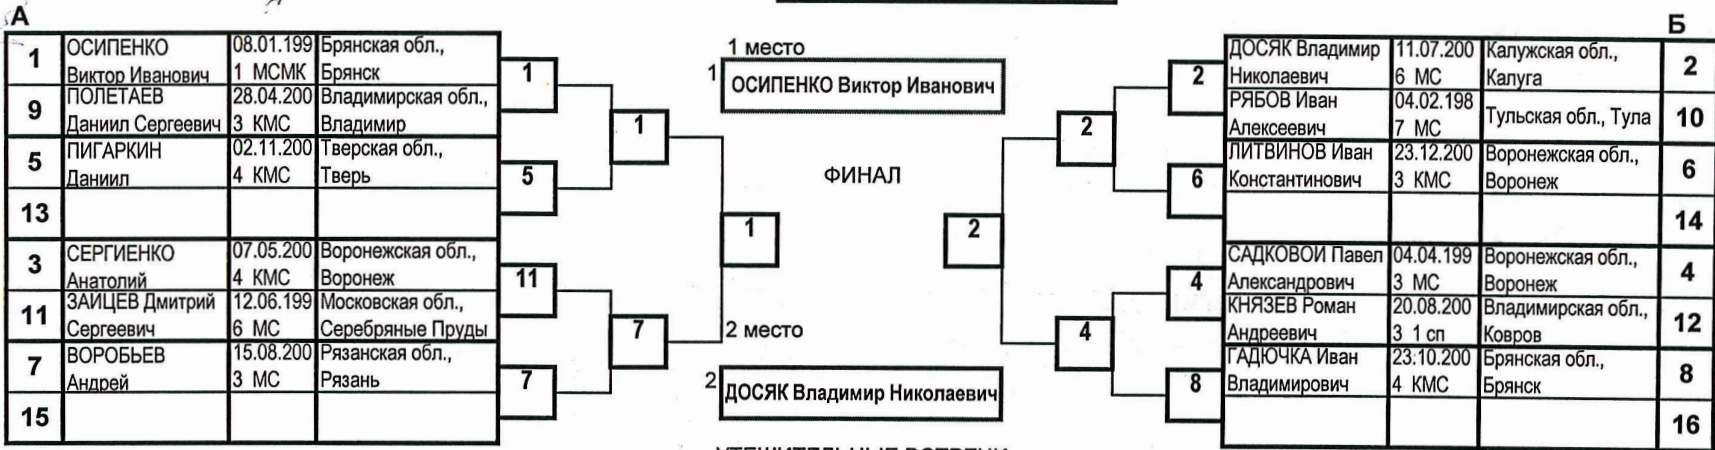 А
1 ОСИПЕНКО 08.01.199 Брянская обл.,
Виктор Иванович 1 МСМК Брянск
9 ПОЛЕТАЕВ 28.04.200 Владимирская обл.,
Даниил Сергеевич 3 КМС Владимир
5 ПИГАРКИН 02.11.200 Тверская обл.,
Даниил 4 КМС Тверь
13
3 СЕРГИЕНКО 07.05.200 Воронежская обл.,
Анатолий 4 КМС Воронеж
11 ЗАЙЦЕВ Дмитрий 12.06.199 Московская обл.,
Сергеевич 6 МС Серебряные Пруды
7 ВОРОБЬЕВ 15.08.200 Рязанская обл.,
Андрей 3 МС Рязань
15
1
5
11
7
1
7
1
1 место
1 ОСИПЕНКО Виктор Иванович
ФИНАЛ
2 место
2 ДОСЯК Владимир Николаевич
2
2
4
2
6
4
8
Б
ДОСЯК Владимир 11.07.200 Калужская обл., 2
Николаевич 6 МС Калуга
РЯБОВ Иван 04.02.198 Тульская обл., Тула 10
Алексеевич 7 МС
ЛИТВИНОВ Иван 23.12.200 Воронежская обл., 6
Константинович 3 КМС Воронеж
14
САДКОВОЙ Павел 04.04.199 Воронежская обл., 4
Александрович 3 МС Воронеж
КНЯЗЕВ Роман 20.08.200 Владимирская обл., 12
Андреевич 3 1 сп Ковров
ГАДЮЧКА Иван 23.10.200 Брянская обл., 8
Владимирович 4 КМС Брянск
16